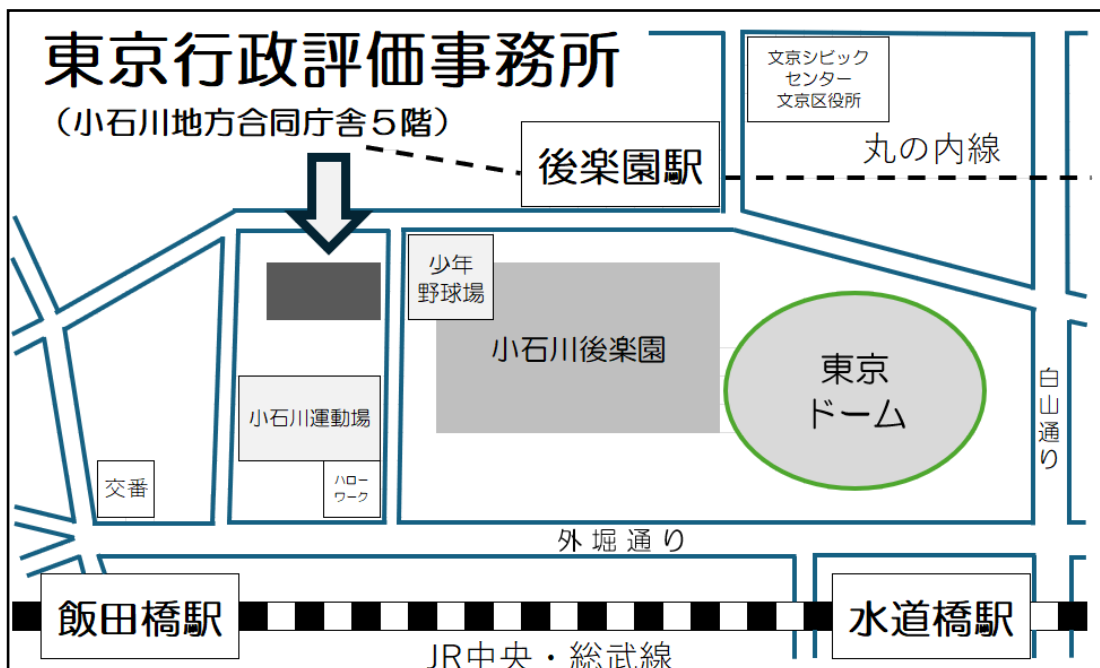 東京行政評価事務所
（小石川地方合同庁舎５階）
文京シビック
センター
文京区役所
後楽園駅
丸の内線
少年
野球場
小石川後楽園
東京
ドーム
白山通り
小石川運動場
ハロー
ワーク
交番
外堀通り
飯田橋駅
水道橋駅
JR中央・総武線